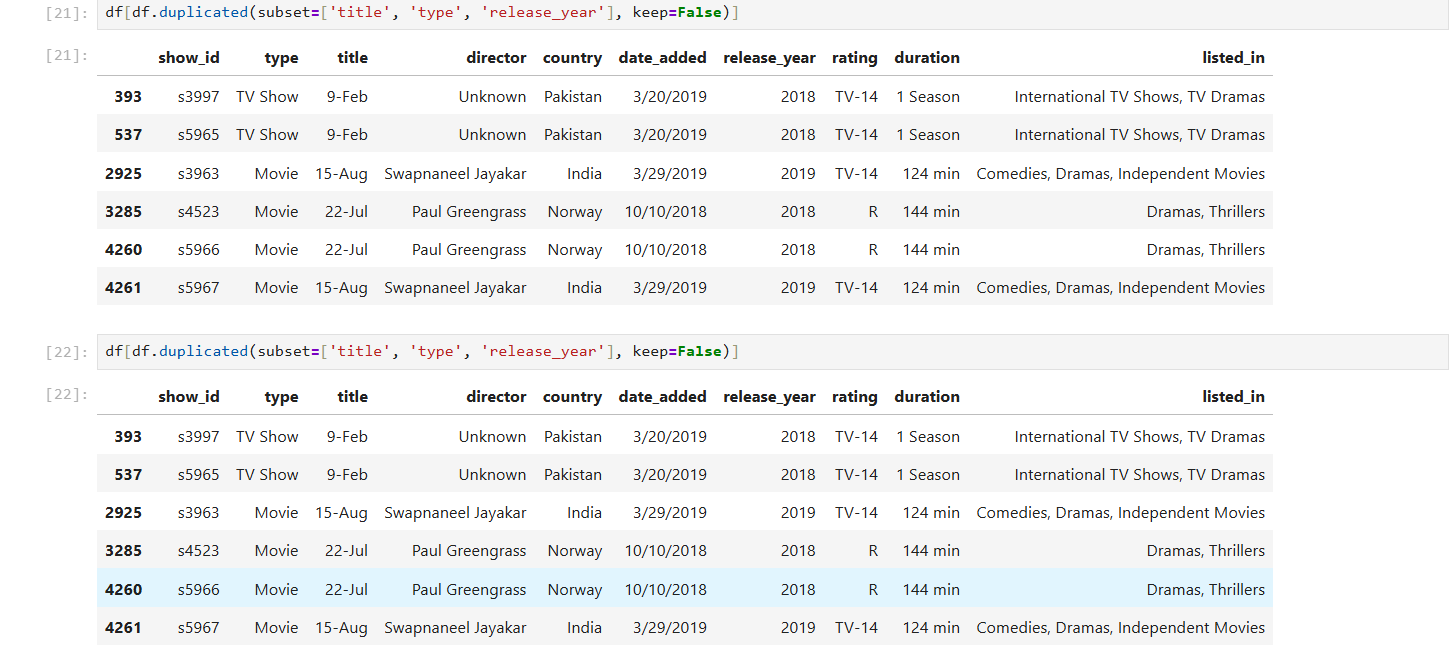 [21]: df[df.duplicated(subset=['title', 'type', 'release_year'], keep=False)]
[21]: show_id type title director country date_added release_year rating duration listed_in
393 s3997 TV Show 9-Feb Unknown Pakistan 3/20/2019 2018 TV-14 1 Season International TV Shows, TV Dramas
537 s5965 TV Show 9-Feb Unknown Pakistan 3/20/2019 2018 TV-14 1 Season International TV Shows, TV Dramas
2925 s3963 Movie 15-Aug Swapnaneel Jayakar India 3/29/2019 2019 TV-14 124 min Comedies, Dramas, Independent Movies
3285 s4523 Movie 22-Jul Paul Greengrass Norway 10/10/2018 2018 R 144 min Dramas, Thrillers
4260 s5966 Movie 22-Jul Paul Greengrass Norway 10/10/2018 2018 R 144 min Dramas, Thrillers
4261 s5967 Movie 15-Aug Swapnaneel Jayakar India 3/29/2019 2019 TV-14 124 min Comedies, Dramas, Independent Movies
[22]: df[df.duplicated(subset=['title', 'type', 'release_year'], keep=False)]
[22]: show_id type title director country date_added release_year rating duration listed_in
393 s3997 TV Show 9-Feb Unknown Pakistan 3/20/2019 2018 TV-14 1 Season International TV Shows, TV Dramas
537 s5965 TV Show 9-Feb Unknown Pakistan 3/20/2019 2018 TV-14 1 Season International TV Shows, TV Dramas
2925 s3963 Movie 15-Aug Swapnaneel Jayakar India 3/29/2019 2019 TV-14 124 min Comedies, Dramas, Independent Movies
3285 s4523 Movie 22-Jul Paul Greengrass Norway 10/10/2018 2018 R 144 min Dramas, Thrillers
4260 s5966 Movie 22-Jul Paul Greengrass Norway 10/10/2018 2018 R 144 min Dramas, Thrillers
4261 s5967 Movie 15-Aug Swapnaneel Jayakar India 3/29/2019 2019 TV-14 124 min Comedies, Dramas, Independent Movies